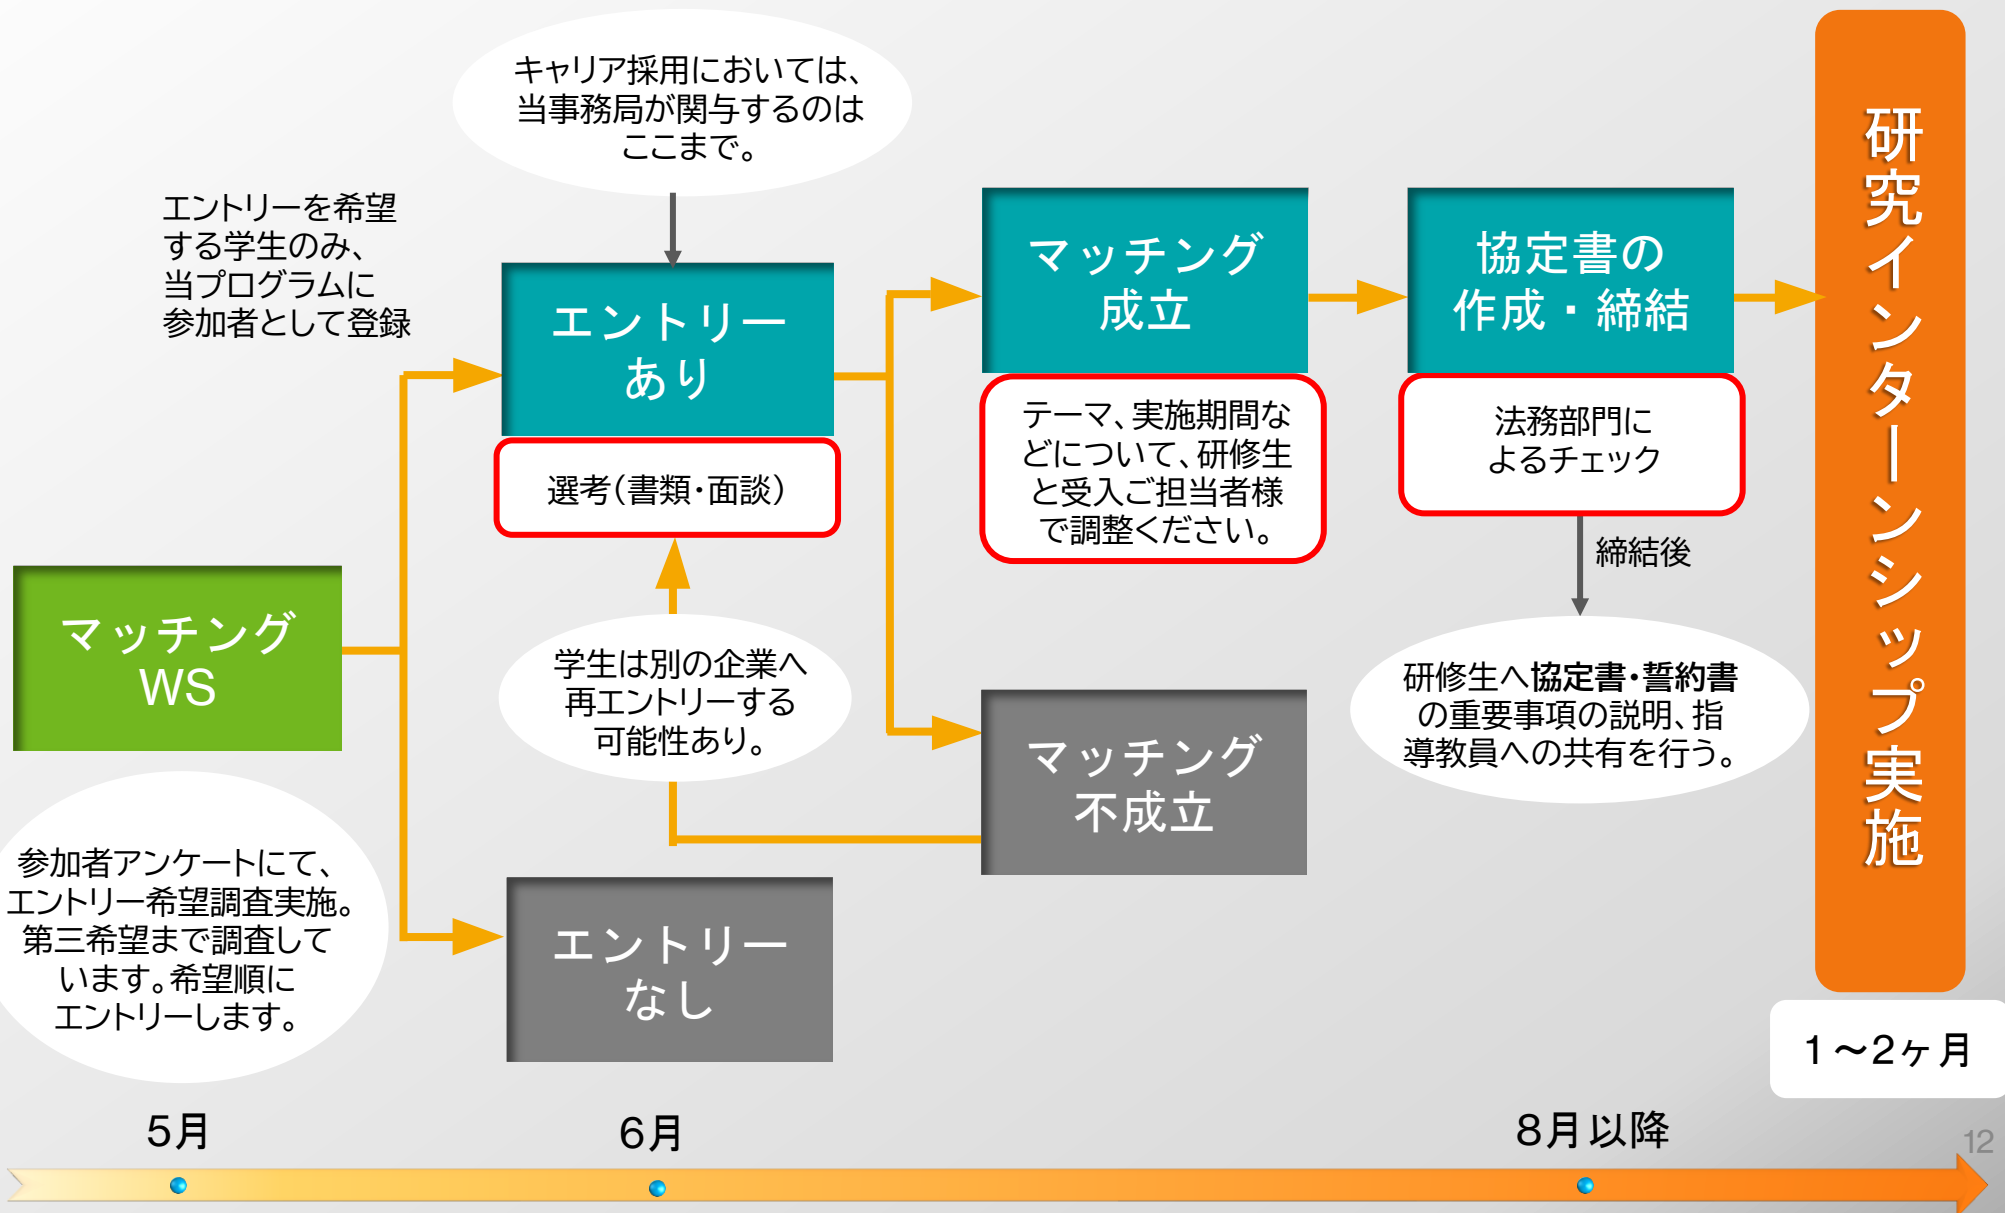 キャリア採用においては、
当事務局が関与するのは
ここまで。
エントリーを希望
する学生のみ、
当プログラムに
参加者として登録
エントリー
あり
選考（書類・面談）
マッチング
成立
テーマ、実施期間な
どについて、研修生
と受入ご担当者様
で調整ください。
協定書の
作成・締結
法務部門に
よるチェック
締結後
研修生へ協定書・誓約書
の重要事項の説明、指
導教員への共有を行う。
研究インターンシップ実施
1～2ヶ月
マッチング
WS
学生は別の企業へ
再エントリーする
可能性あり。
マッチング
不成立
参加者アンケートにて、
エントリー希望調査実施。
第三希望まで調査して
います。希望順に
エントリーします。
エントリー
なし
5月
6月
8月以降
12